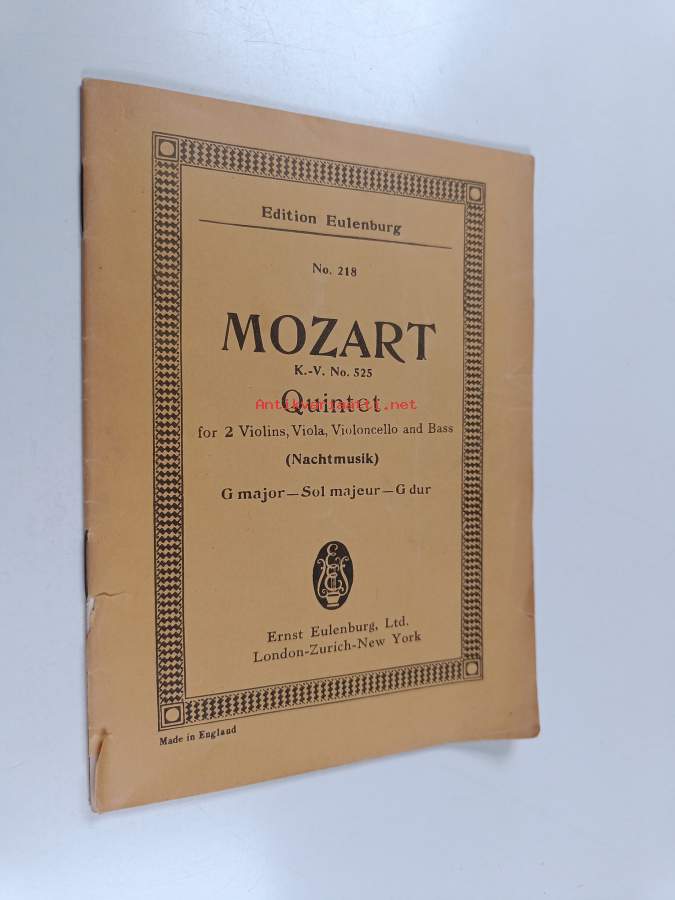 Edition Eulenburg
No. 218
MOZART
K.-V. No. 525
Quintet
Antikvariaatti.net
for 2 Violins, Viola, Violoncello and Bass
(Nachtmusik)
G major—Sol majeur—G dur
Ernst Eulenburg, Ltd.
London-Zurich-New York
Made in England